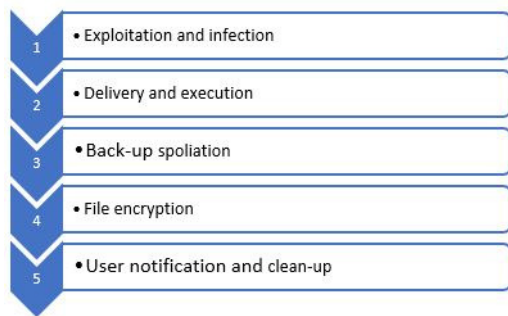 1 • Exploitation and infection
2 • Delivery and execution
3 • Back-up spoliation
4 • File encryption
5 • User notification and clean-up